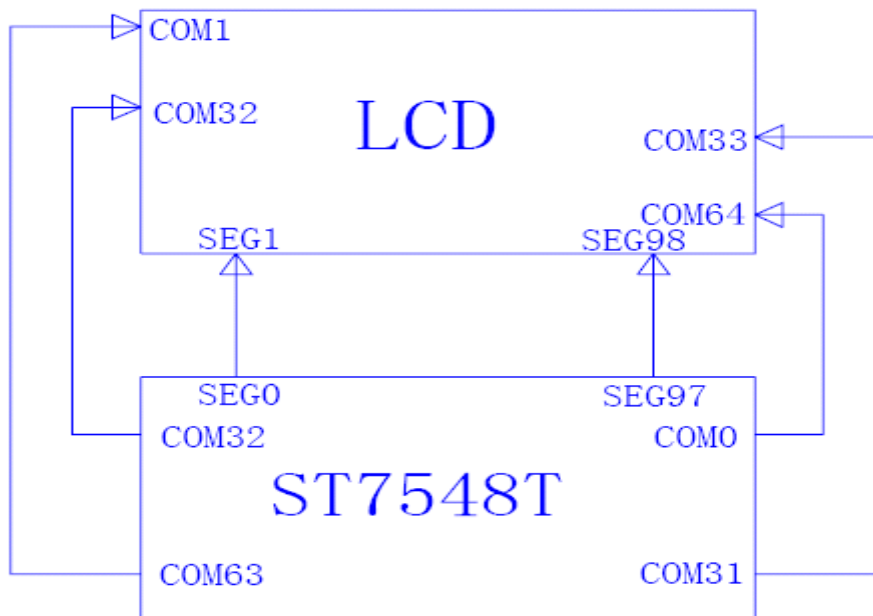 COM1
COM32
LCD
COM33
COM64
SEG1
SEG98
SEG0
SEG97
COM32
COM0
ST7548T
COM63
COM31